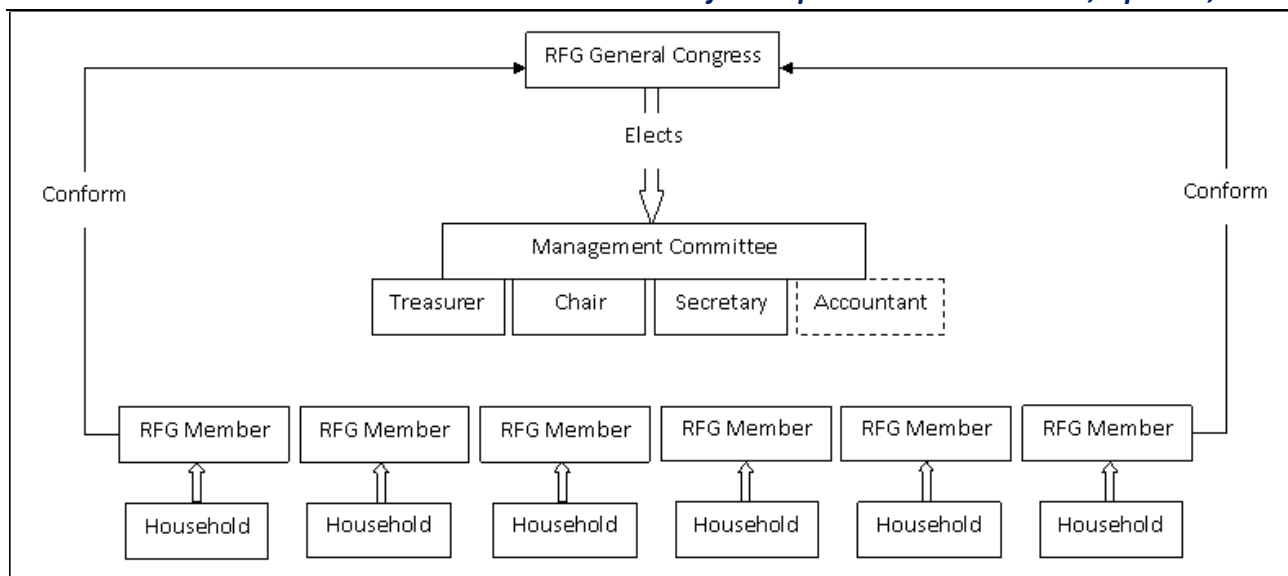 RFG General Congress
Elects
Conform Conform
Management Committee
Treasurer Chair Secretary Accountant
RFG Member RFG Member RFG Member RFG Member RFG Member RFG Member
Household Household Household Household Household Household